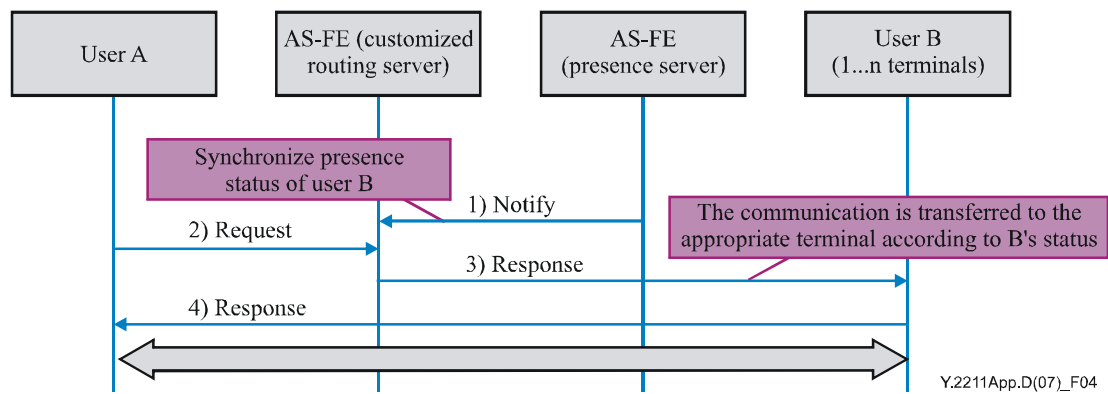 User A
AS-FE (customized
routing server)
AS-FE
(presence server)
User B
(1...n terminals)
Synchronize presence
status of user B
1) Notify
The communication is transferred to the
appropriate terminal according to B's status
2) Request
3) Response
4) Response
Y.2211App.D(07)_F04